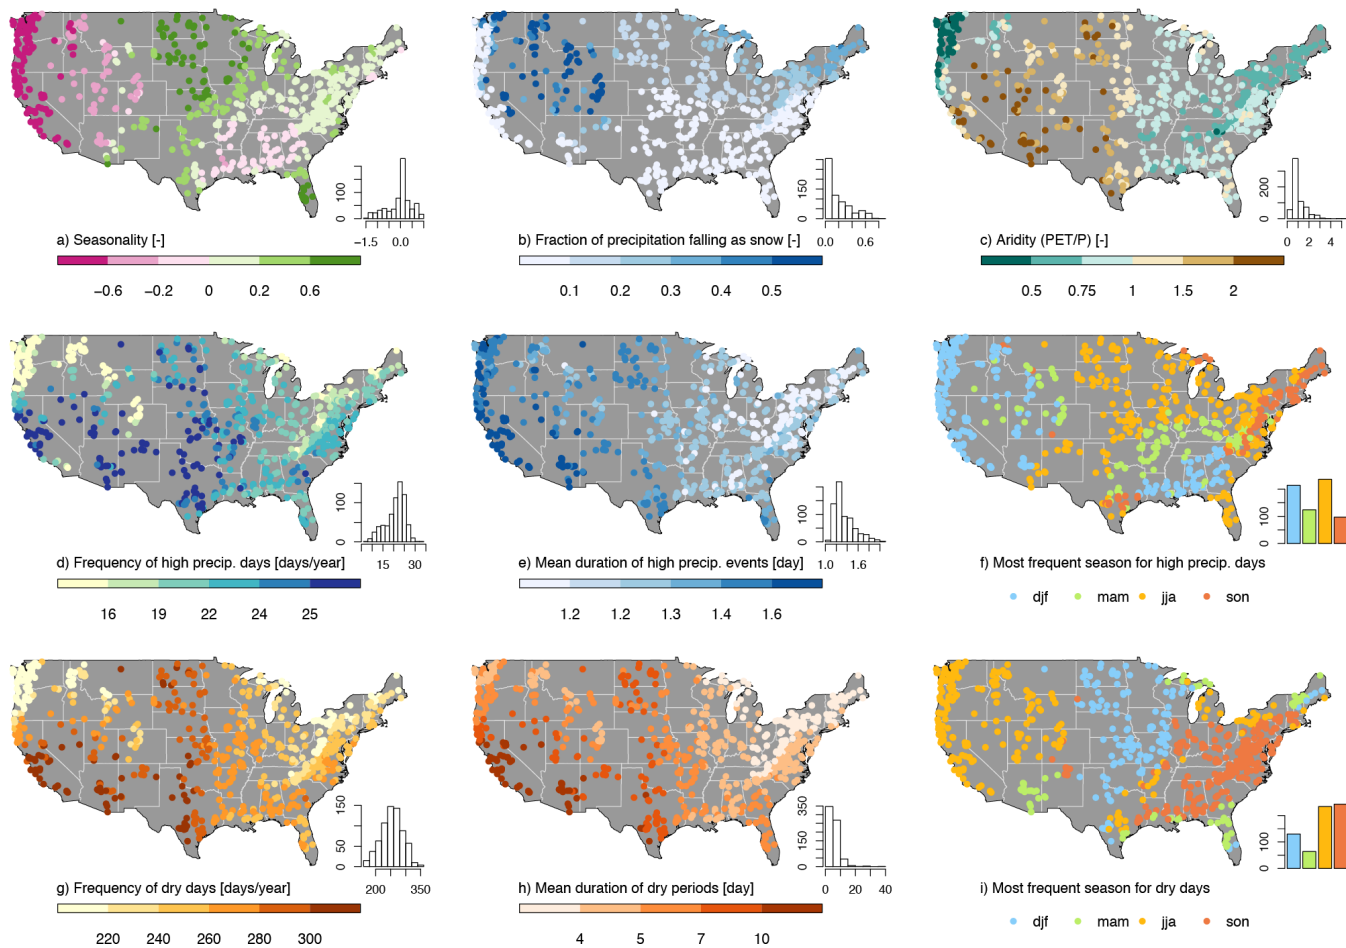 100
0
−1.5 0.0
a) Seasonality [-]
−0.6 −0.2 0 0.2 0.6
150
0
0.0 0.6
b) Fraction of precipitation falling as snow [-]
0.1 0.2 0.3 0.4 0.5
200
0
0 2 4
c) Aridity (PET/P) [-]
0.5 0.75 1 1.5 2
100
0
15 30
d) Frequency of high precip. days [days/year]
16 19 22 24 25
100
0
1.0 1.6
e) Mean duration of high precip. events [day]
1.2 1.2 1.3 1.4 1.6
100
0
f) Most frequent season for high precip. days
djf mam jja son
150
100
50
0
200 350
g) Frequency of dry days [days/year]
220 240 260 280 300
350
150
0
0 20 40
h) Mean duration of dry periods [day]
4 5 7 10
100
0
i) Most frequent season for dry days
djf mam jja son